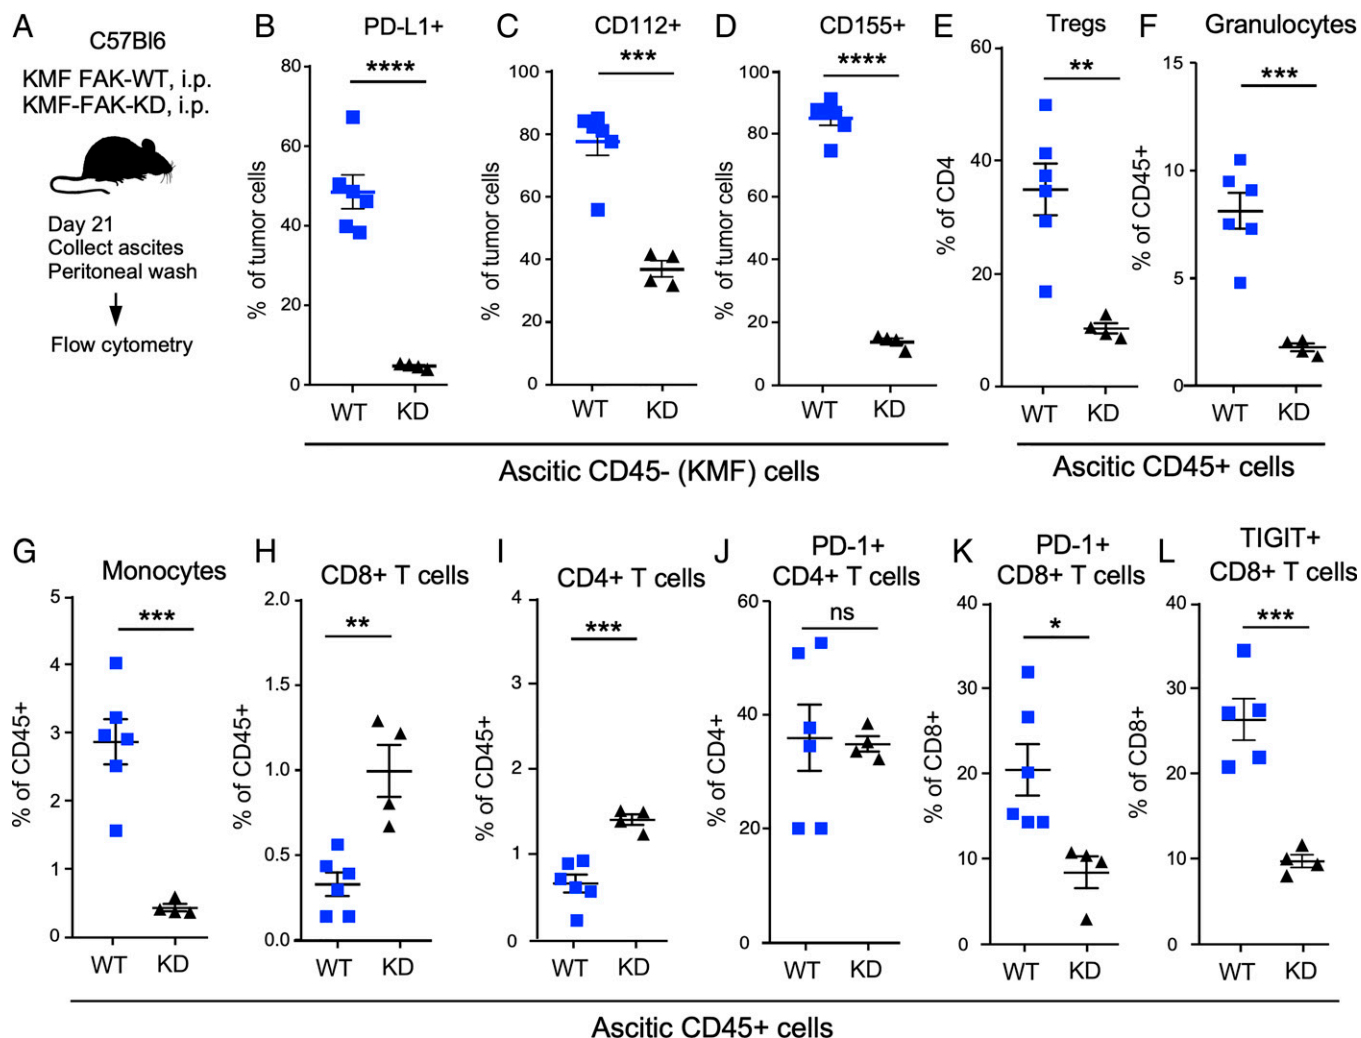 A
C57Bl6
KMF FAK-WT, i.p.
KMF-FAK-KD, i.p.
Day 21
Collect ascites
Peritoneal wash
Flow cytometry
B
PD-L1+
****
% of tumor cells
80
60
40
20
0
WT KD
C
CD112+
***
% of tumor cells
100
80
60
40
20
0
WT KD
D
CD155+
****
% of tumor cells
100
80
60
40
20
0
WT KD
Ascitic CD45- (KMF) cells
E
Tregs
**
% of CD4
60
40
20
0
WT KD
F
Granulocytes
***
% of CD45+
15
10
5
0
WT KD
Ascitic CD45+ cells
G
Monocytes
***
% of CD45+
5
4
3
2
1
0
WT KD
H
CD8+ T cells
**
% of CD45+
2.0
1.5
1.0
0.5
0.0
WT KD
I
CD4+ T cells
***
% of CD45+
4
3
2
1
0
WT KD
J
PD-1+
CD4+ T cells
ns
% of CD4+
60
40
20
0
WT KD
K
PD-1+
CD8+ T cells
*
% of CD8+
40
30
20
10
0
WT KD
L
TIGIT+
CD8+ T cells
***
% of CD8+
40
30
20
10
0
WT KD
Ascitic CD45+ cells